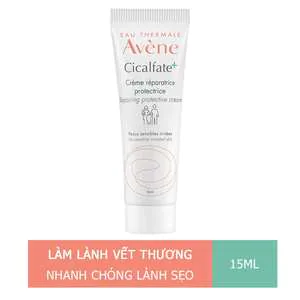 EAU THERMALE
Avène
Cicalfate+
Crème réparatrice
protectrice
Repairing protective cream
Peaux sensibles irritées
LÀM LÀNH VẾT THƯƠNG
NHANH CHÓNG LÀNH SẸO
15ML